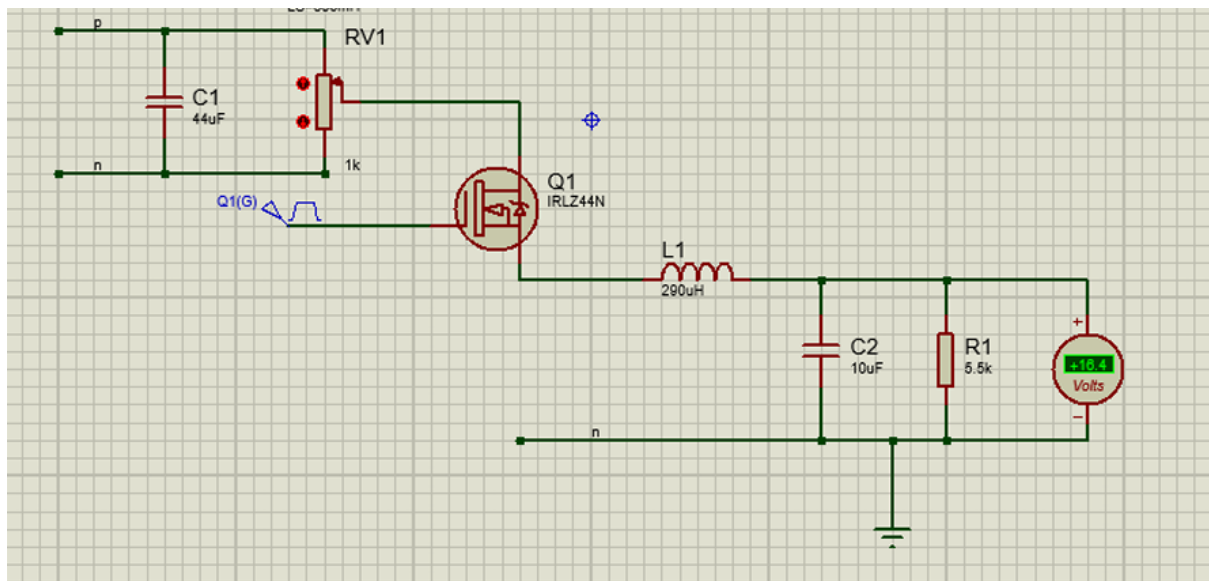 p
RV1
C1
44uF
n
1k
Q1(G)
Q1
IRLZ44N
L1
290uH
C2
10uF
R1
5.5k
+
+16.4
Volts
−
n